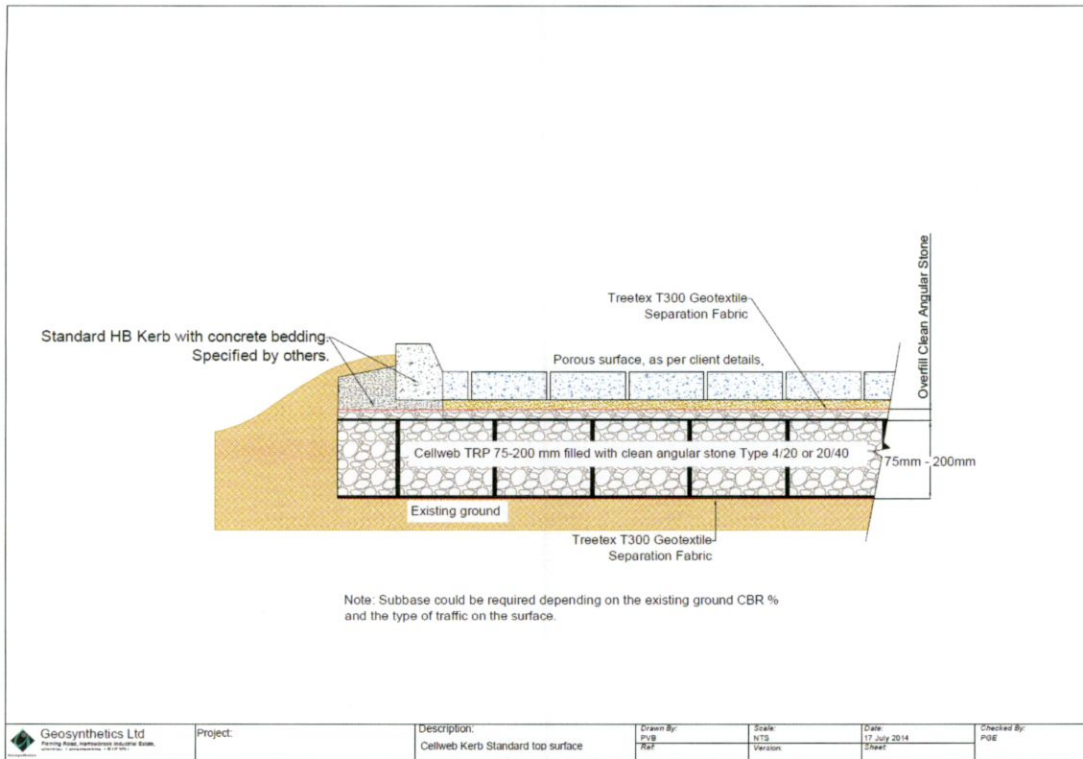 Overfill Clean Angular Stone
Treetex T300 Geotextile
Separation Fabric
Standard HB Kerb with concrete bedding.
Specified by others.
Porous surface, as per client details.
Cellweb TRP 75-200 mm filled with clean angular stone Type 4/20 or 20/40
75mm - 200mm
Existing ground
Treetex T300 Geotextile
Separation Fabric
Note: Subbase could be required depending on the existing ground CBR %
and the type of traffic on the surface.
Geosynthetics Ltd
Project:
Description:
Cellweb Kerb Standard top surface
Drawn By:
PVB
Ref:
Scale:
NTS
Version:
Date:
17 July 2014
Sheet:
Checked By:
PGE